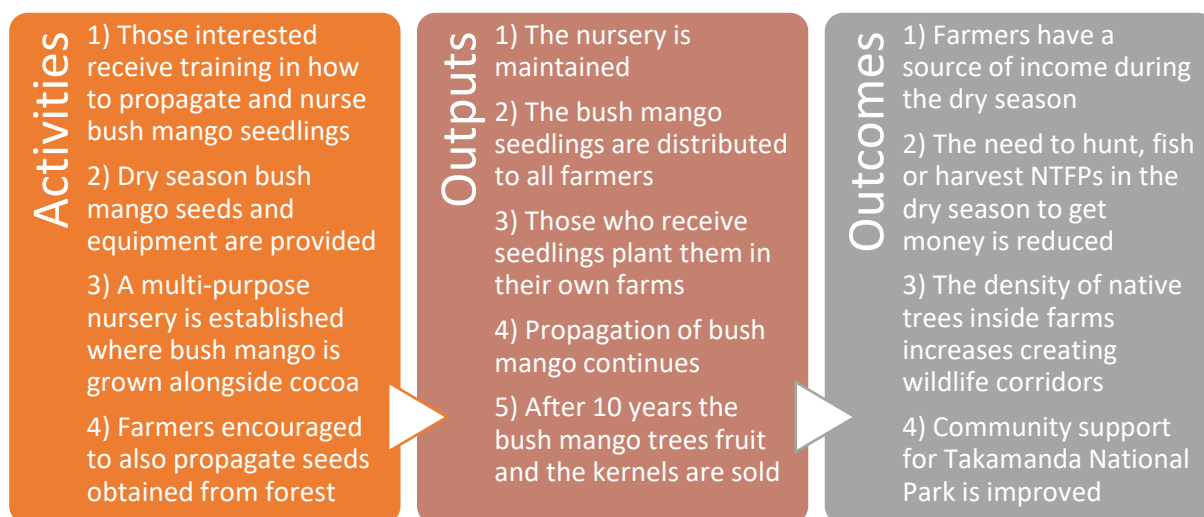 Activities
1) Those interested
receive training in how
to propagate and nurse
bush mango seedlings
2) Dry season bush
mango seeds and
equipment are provided
3) A multi-purpose
nursery is established
where bush mango is
grown alongside cocoa
4) Farmers encouraged
to also propagate seeds
obtained from forest
Outputs
1) The nursery is
maintained
2) The bush mango
seedlings are distributed
to all farmers
3) Those who receive
seedlings plant them in
their own farms
4) Propagation of bush
mango continues
5) After 10 years the
bush mango trees fruit
and the kernels are sold
Outcomes
1) Farmers have a
source of income during
the dry season
2) The need to hunt, fish
or harvest NTFPs in the
dry season to get
money is reduced
3) The density of native
trees inside farms
increases creating
wildlife corridors
4) Community support
for Takamanda National
Park is improved